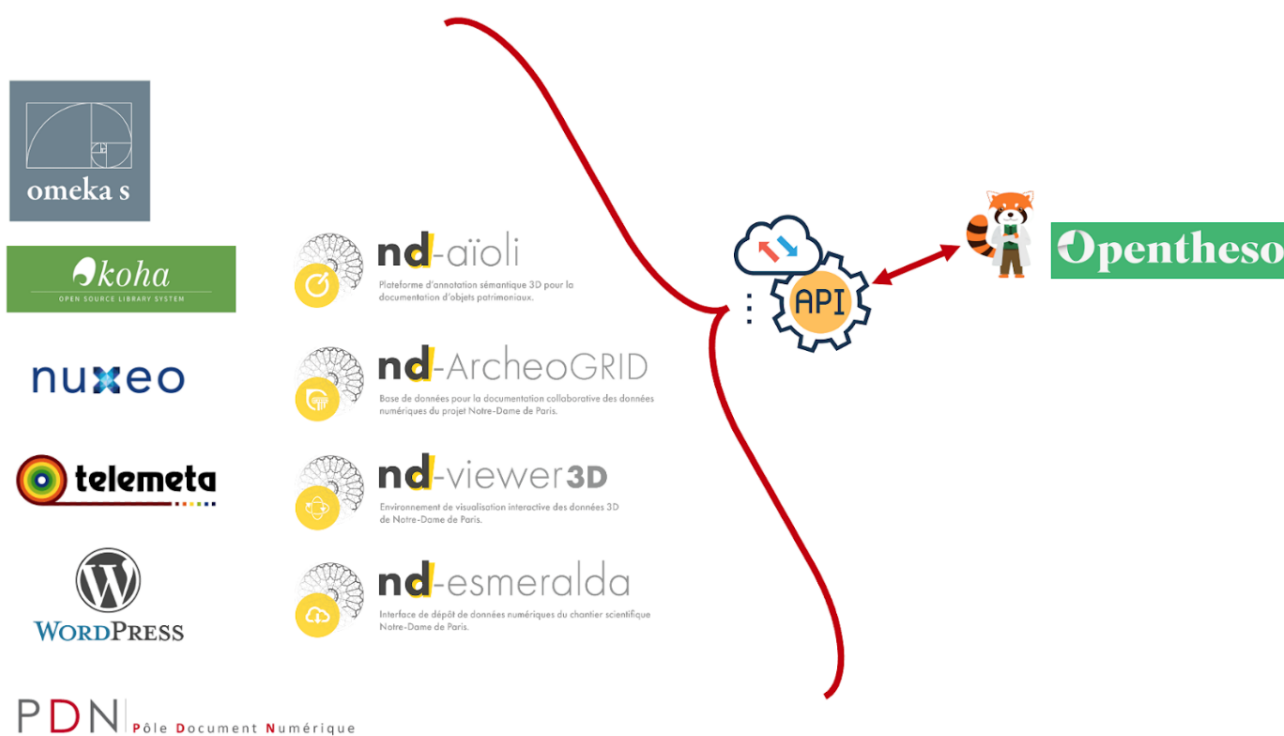 omeka s
koha
OPEN SOURCE LIBRARY SYSTEM
nuxeo
telemeta
WORDPRESS
PDN Pôle Document Numérique
nd-aïoli
Plateforme d'annotation sémantique 3D pour la
documentation d'objets patrimoniaux.
nd-ArcheoGRID
Base de données pour la documentation collaborative des données
numériques du projet Notre-Dame de Paris.
nd-viewer3D
Environnement de visualisation interactive des données 3D
de Notre-Dame de Paris.
nd-esmeralda
Interface de dépôt de données numériques du chantier scientifique
Notre-Dame de Paris.
API
Opentheso